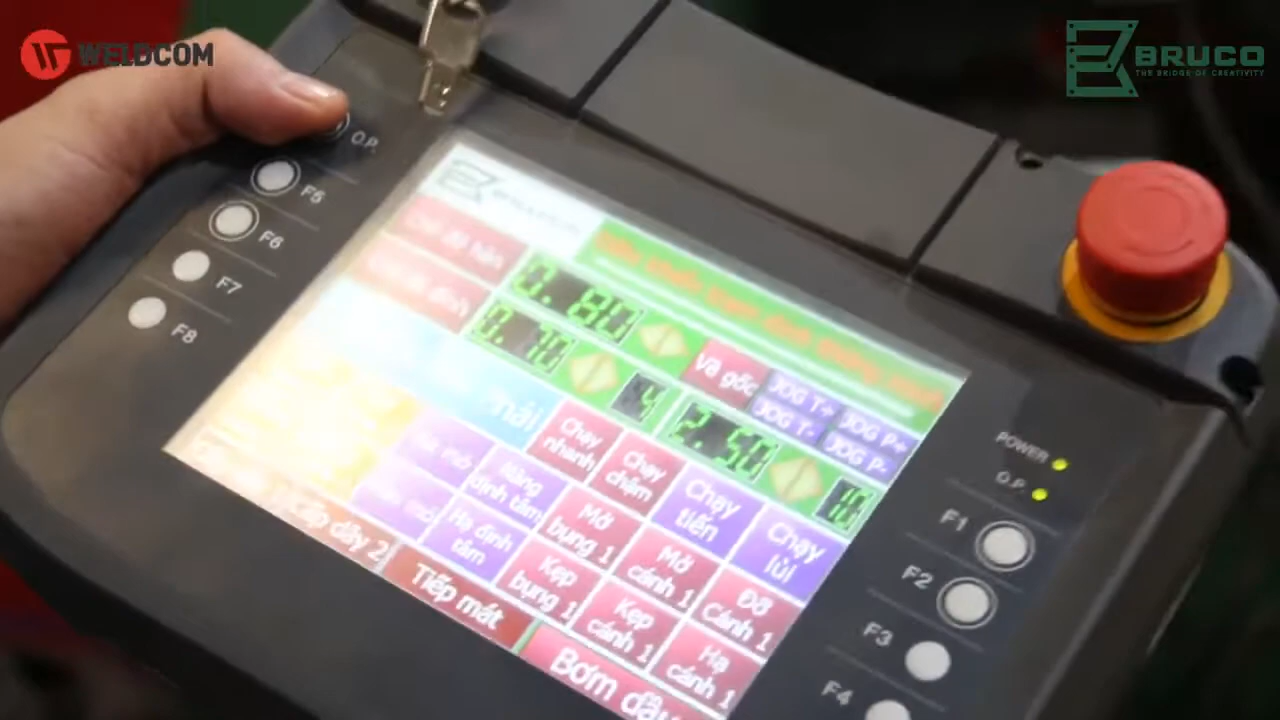 WELDCOM
BRUCO
THE BRIDGE OF CREATIVITY
O.P.
F5
F6
F7
F8
0.80
0.70
4
2.50
10
Về gốc
JOG T+
JOG P+
JOG T-
JOG P-
Chạy nhanh
Chạy chậm
Chạy tiến
Chạy lùi
Nâng định tâm
Hạ định tâm
Mở bụng 1
Mở cánh 1
Đỡ Cánh 1
Kẹp bụng 1
Kẹp cánh 1
Hạ cánh 1
Cấp dây 2
Tiếp mát
Bơm dầu
POWER
O.P.
F1
F2
F3
F4